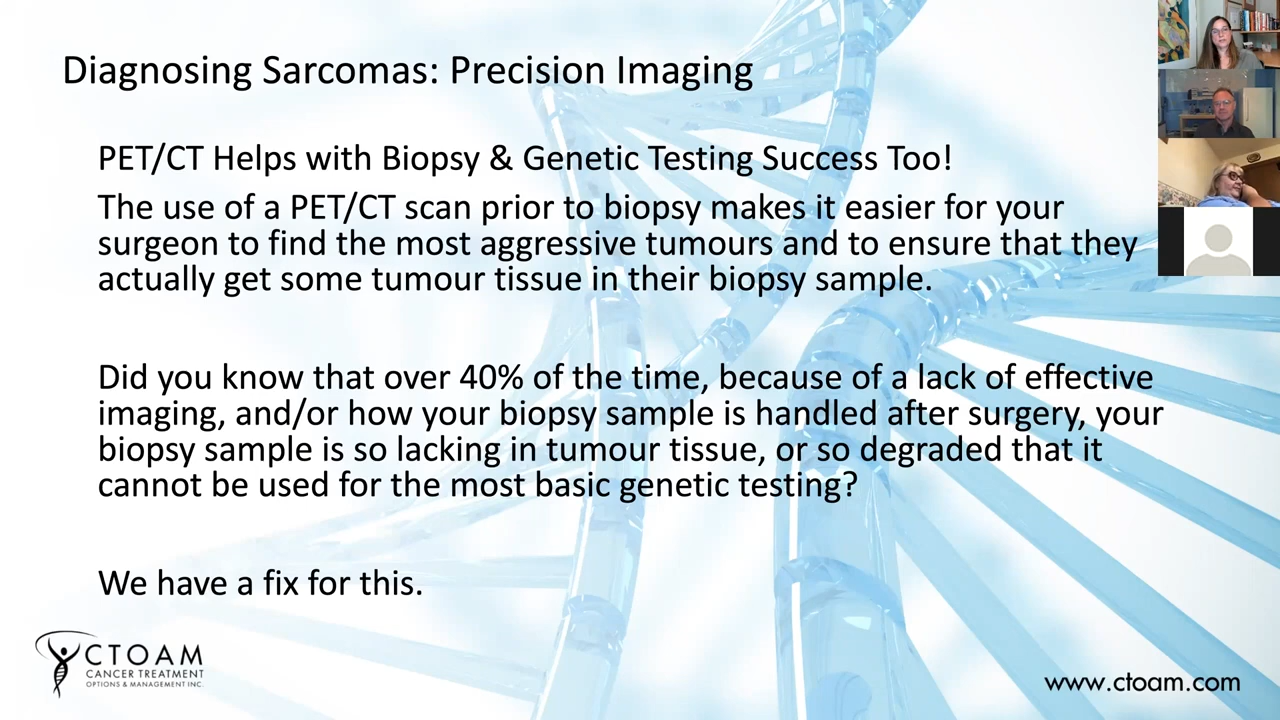 Diagnosing Sarcomas: Precision Imaging
PET/CT Helps with Biopsy & Genetic Testing Success Too!
The use of a PET/CT scan prior to biopsy makes it easier for your
surgeon to find the most aggressive tumours and to ensure that they
actually get some tumour tissue in their biopsy sample.
Did you know that over 40% of the time, because of a lack of effective
imaging, and/or how your biopsy sample is handled after surgery, your
biopsy sample is so lacking in tumour tissue, or so degraded that it
cannot be used for the most basic genetic testing?
We have a fix for this.
CTOAM
CANCER TREATMENT
OPTIONS & MANAGEMENT INC.
www.ctoam.com